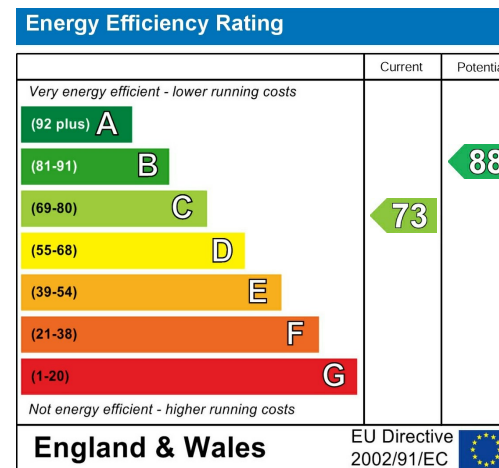 Energy Efficiency Rating
Current Potentia
Very energy efficient - lower running costs
(92 plus) A
(81-91) B
88
(69-80) C
73
(55-68) D
(39-54) E
(21-38) F
(1-20) G
Not energy efficient - higher running costs
England & Wales
EU Directive
2002/91/EC